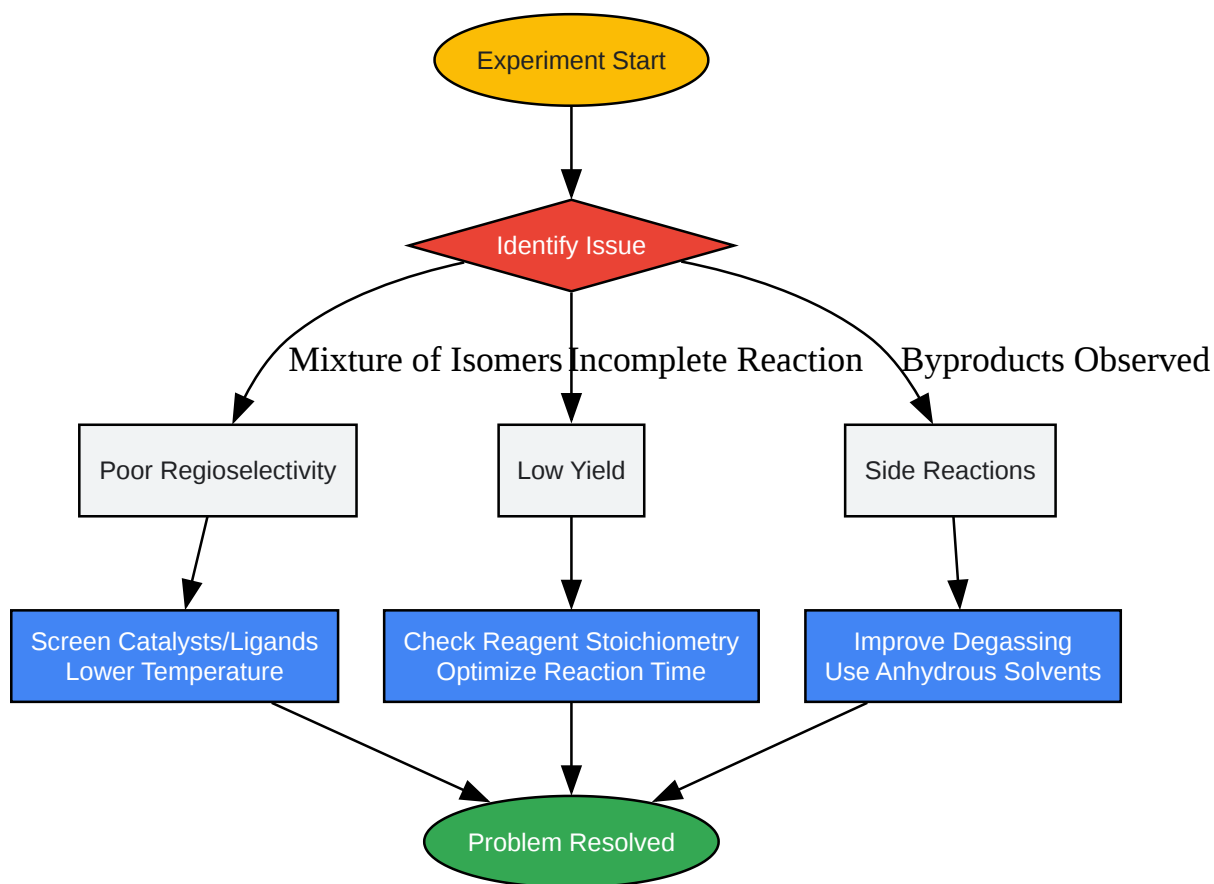 Experiment Start
Identify Issue
Mixture of Isomers
Incomplete Reaction
Byproducts Observed
Poor Regioselectivity
Low Yield
Side Reactions
Screen Catalysts/Ligands
Lower Temperature
Check Reagent Stoichiometry
Optimize Reaction Time
Improve Degassing
Use Anhydrous Solvents
Problem Resolved